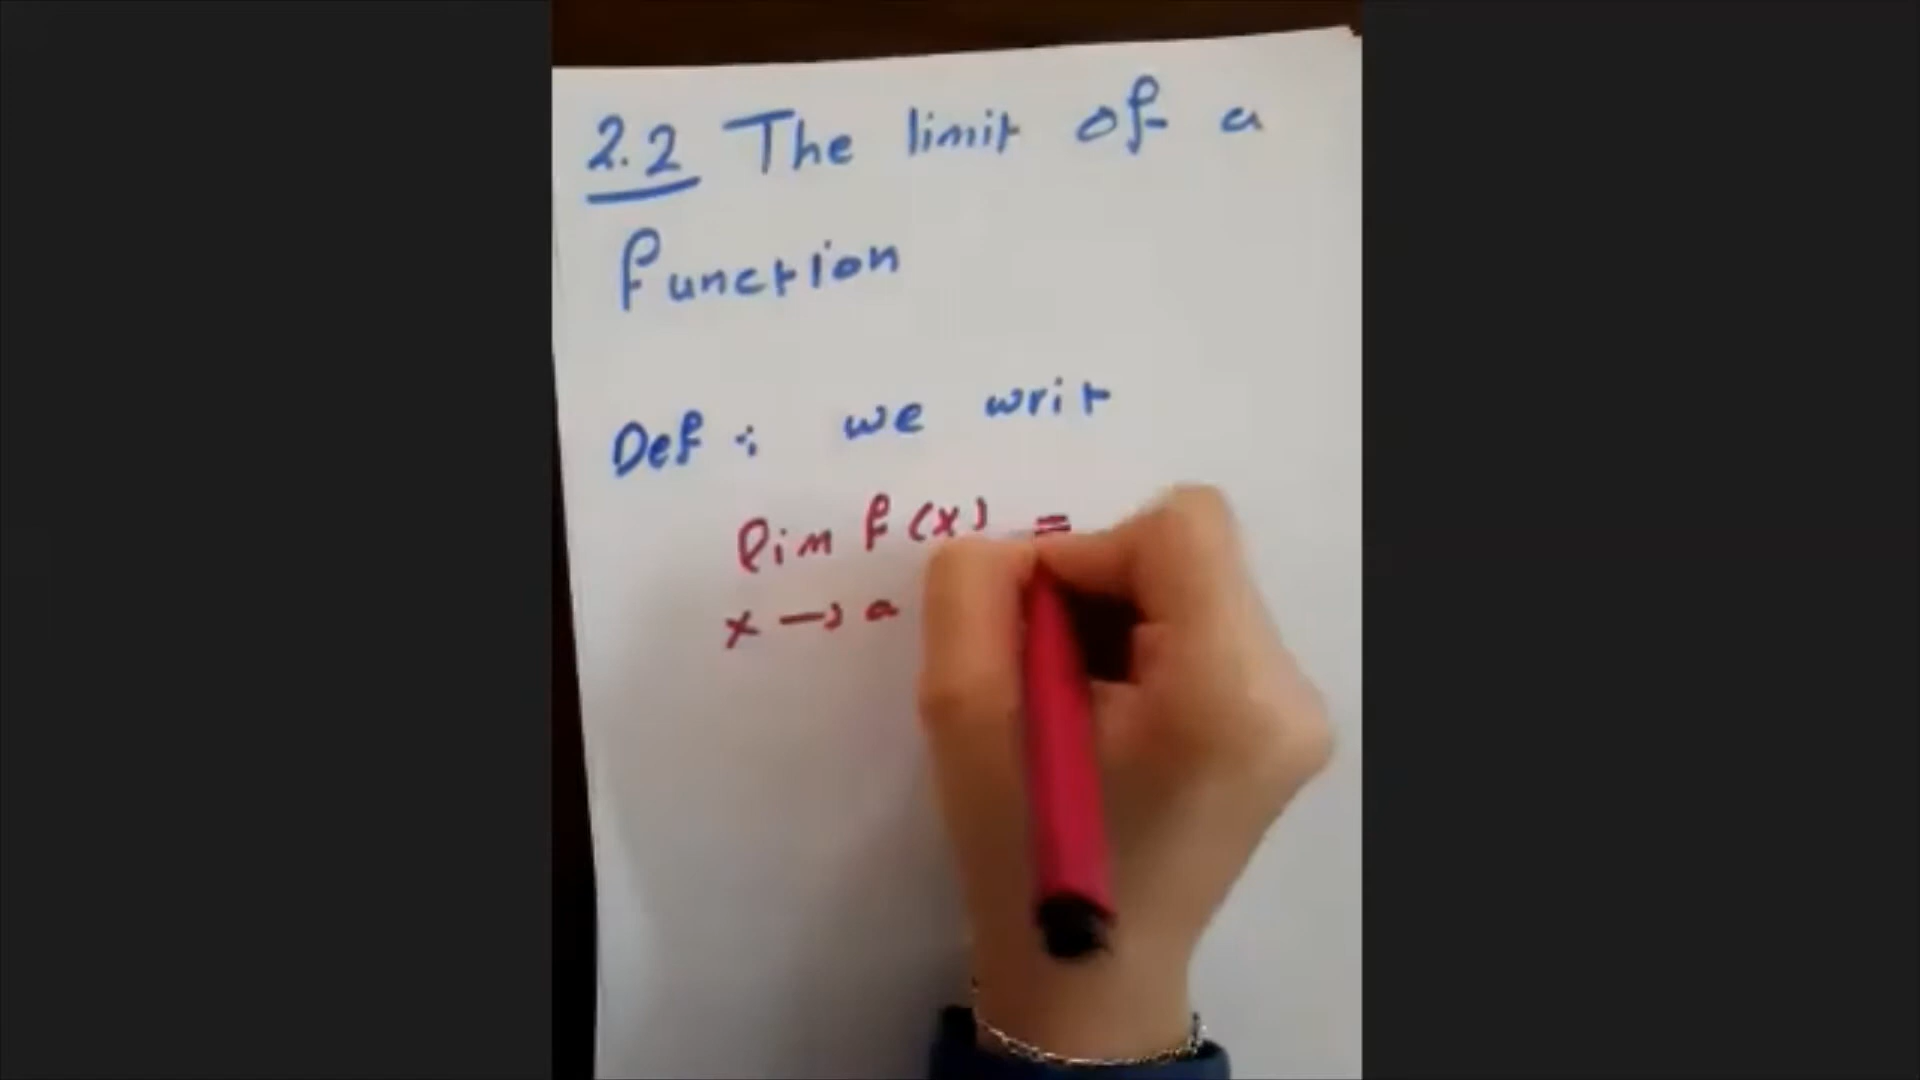 2.2 The limit of a
function
Def : we writ
lim f(x) =
x → a